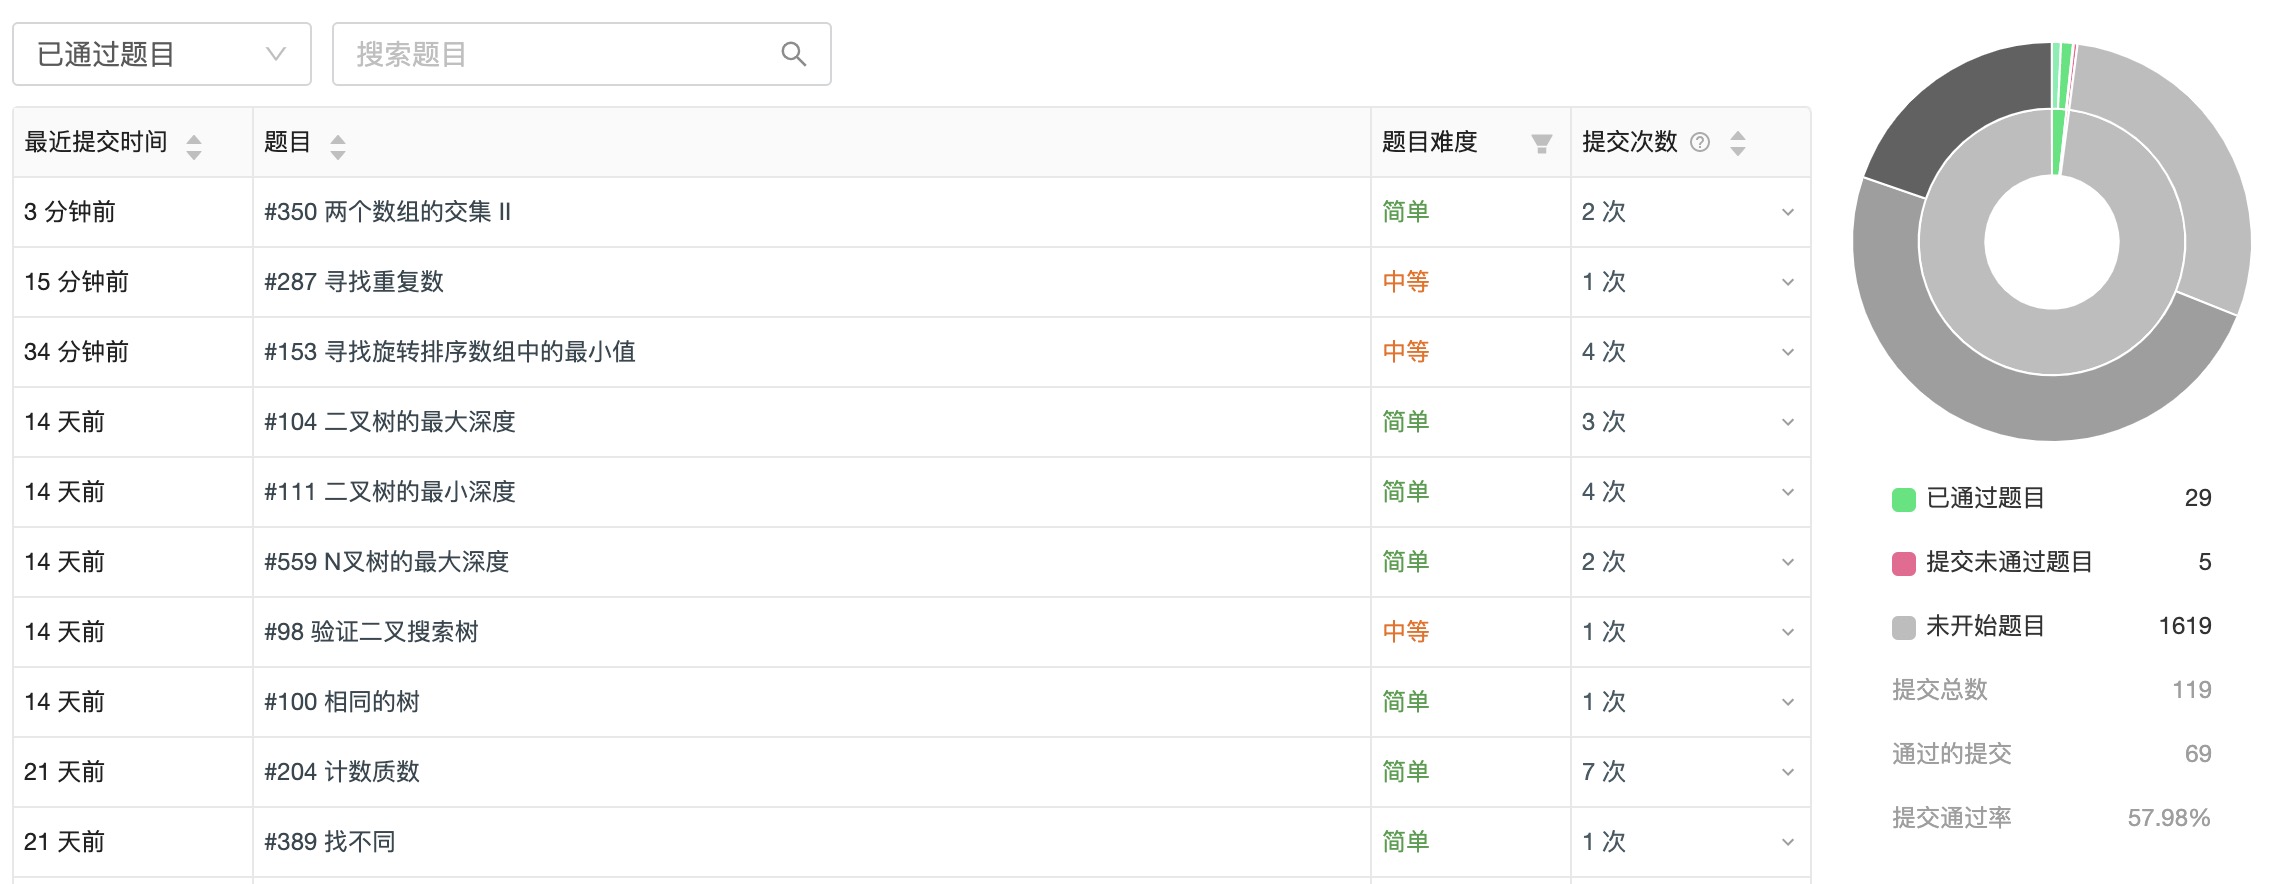 已通过题目
搜索题目
最近提交时间 题目 题目难度 提交次数 ?
3 分钟前 #350 两个数组的交集 II 简单 2 次
15 分钟前 #287 寻找重复数 中等 1 次
34 分钟前 #153 寻找旋转排序数组中的最小值 中等 4 次
14 天前 #104 二叉树的最大深度 简单 3 次
14 天前 #111 二叉树的最小深度 简单 4 次
14 天前 #559 N叉树的最大深度 简单 2 次
14 天前 #98 验证二叉搜索树 中等 1 次
14 天前 #100 相同的树 简单 1 次
21 天前 #204 计数质数 简单 7 次
21 天前 #389 找不同 简单 1 次
已通过题目 29
提交未通过题目 5
未开始题目 1619
提交总数 119
通过的提交 69
提交通过率 57.98%